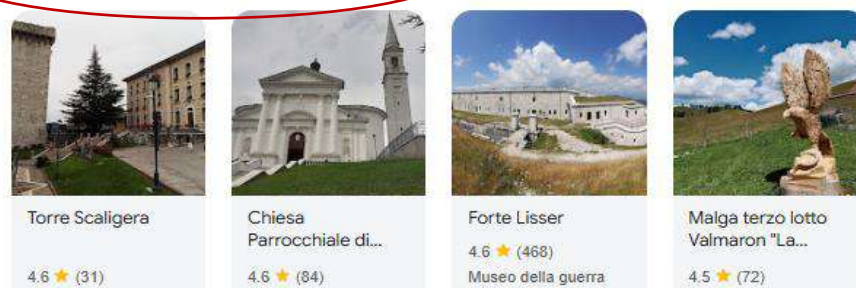 Torre Scaligera
4.6 ★ (31)
Chiesa
Parrocchiale di...
4.6 ★ (84)
Forte Lisser
4.6 ★ (468)
Museo della guerra
Malga terzo lotto
Valmaron "La...
4.5 ★ (72)